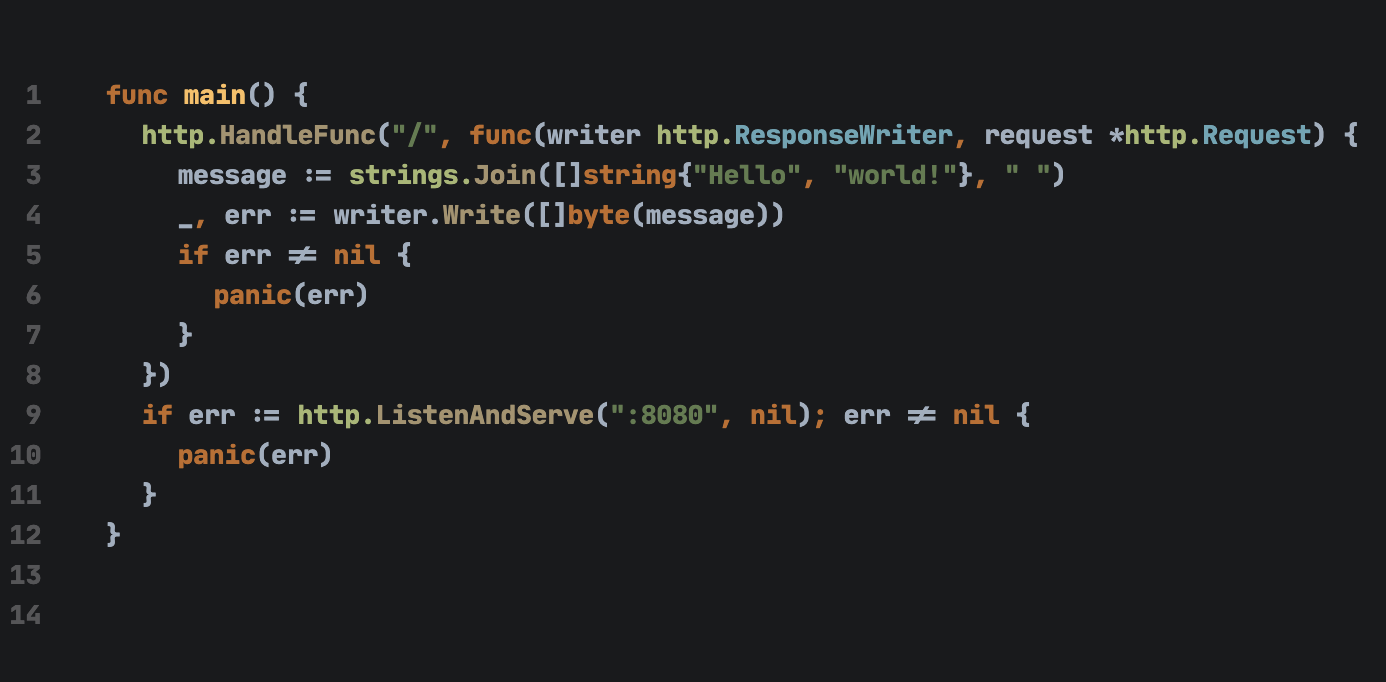 1 func main() {
2 http.HandleFunc("/", func(writer http.ResponseWriter, request *http.Request) {
3 message := strings.Join([]string{"Hello", "world!"}, " ")
4 _, err := writer.Write([]byte(message))
5 if err != nil {
6 panic(err)
7 }
8 })
9 if err := http.ListenAndServe(":8080", nil); err != nil {
10 panic(err)
11 }
12 }
13
14